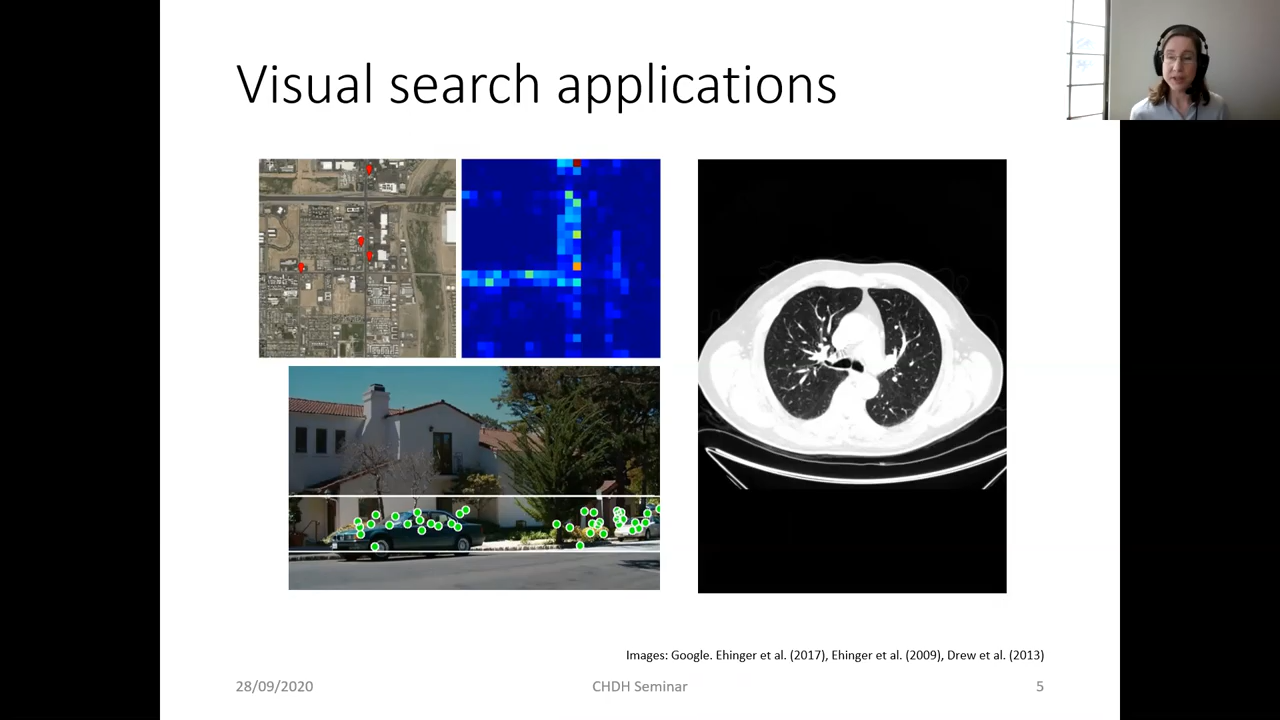 Visual search applications
Images: Google. Ehinger et al. (2017), Ehinger et al. (2009), Drew et al. (2013)
28/09/2020
CHDH Seminar
5